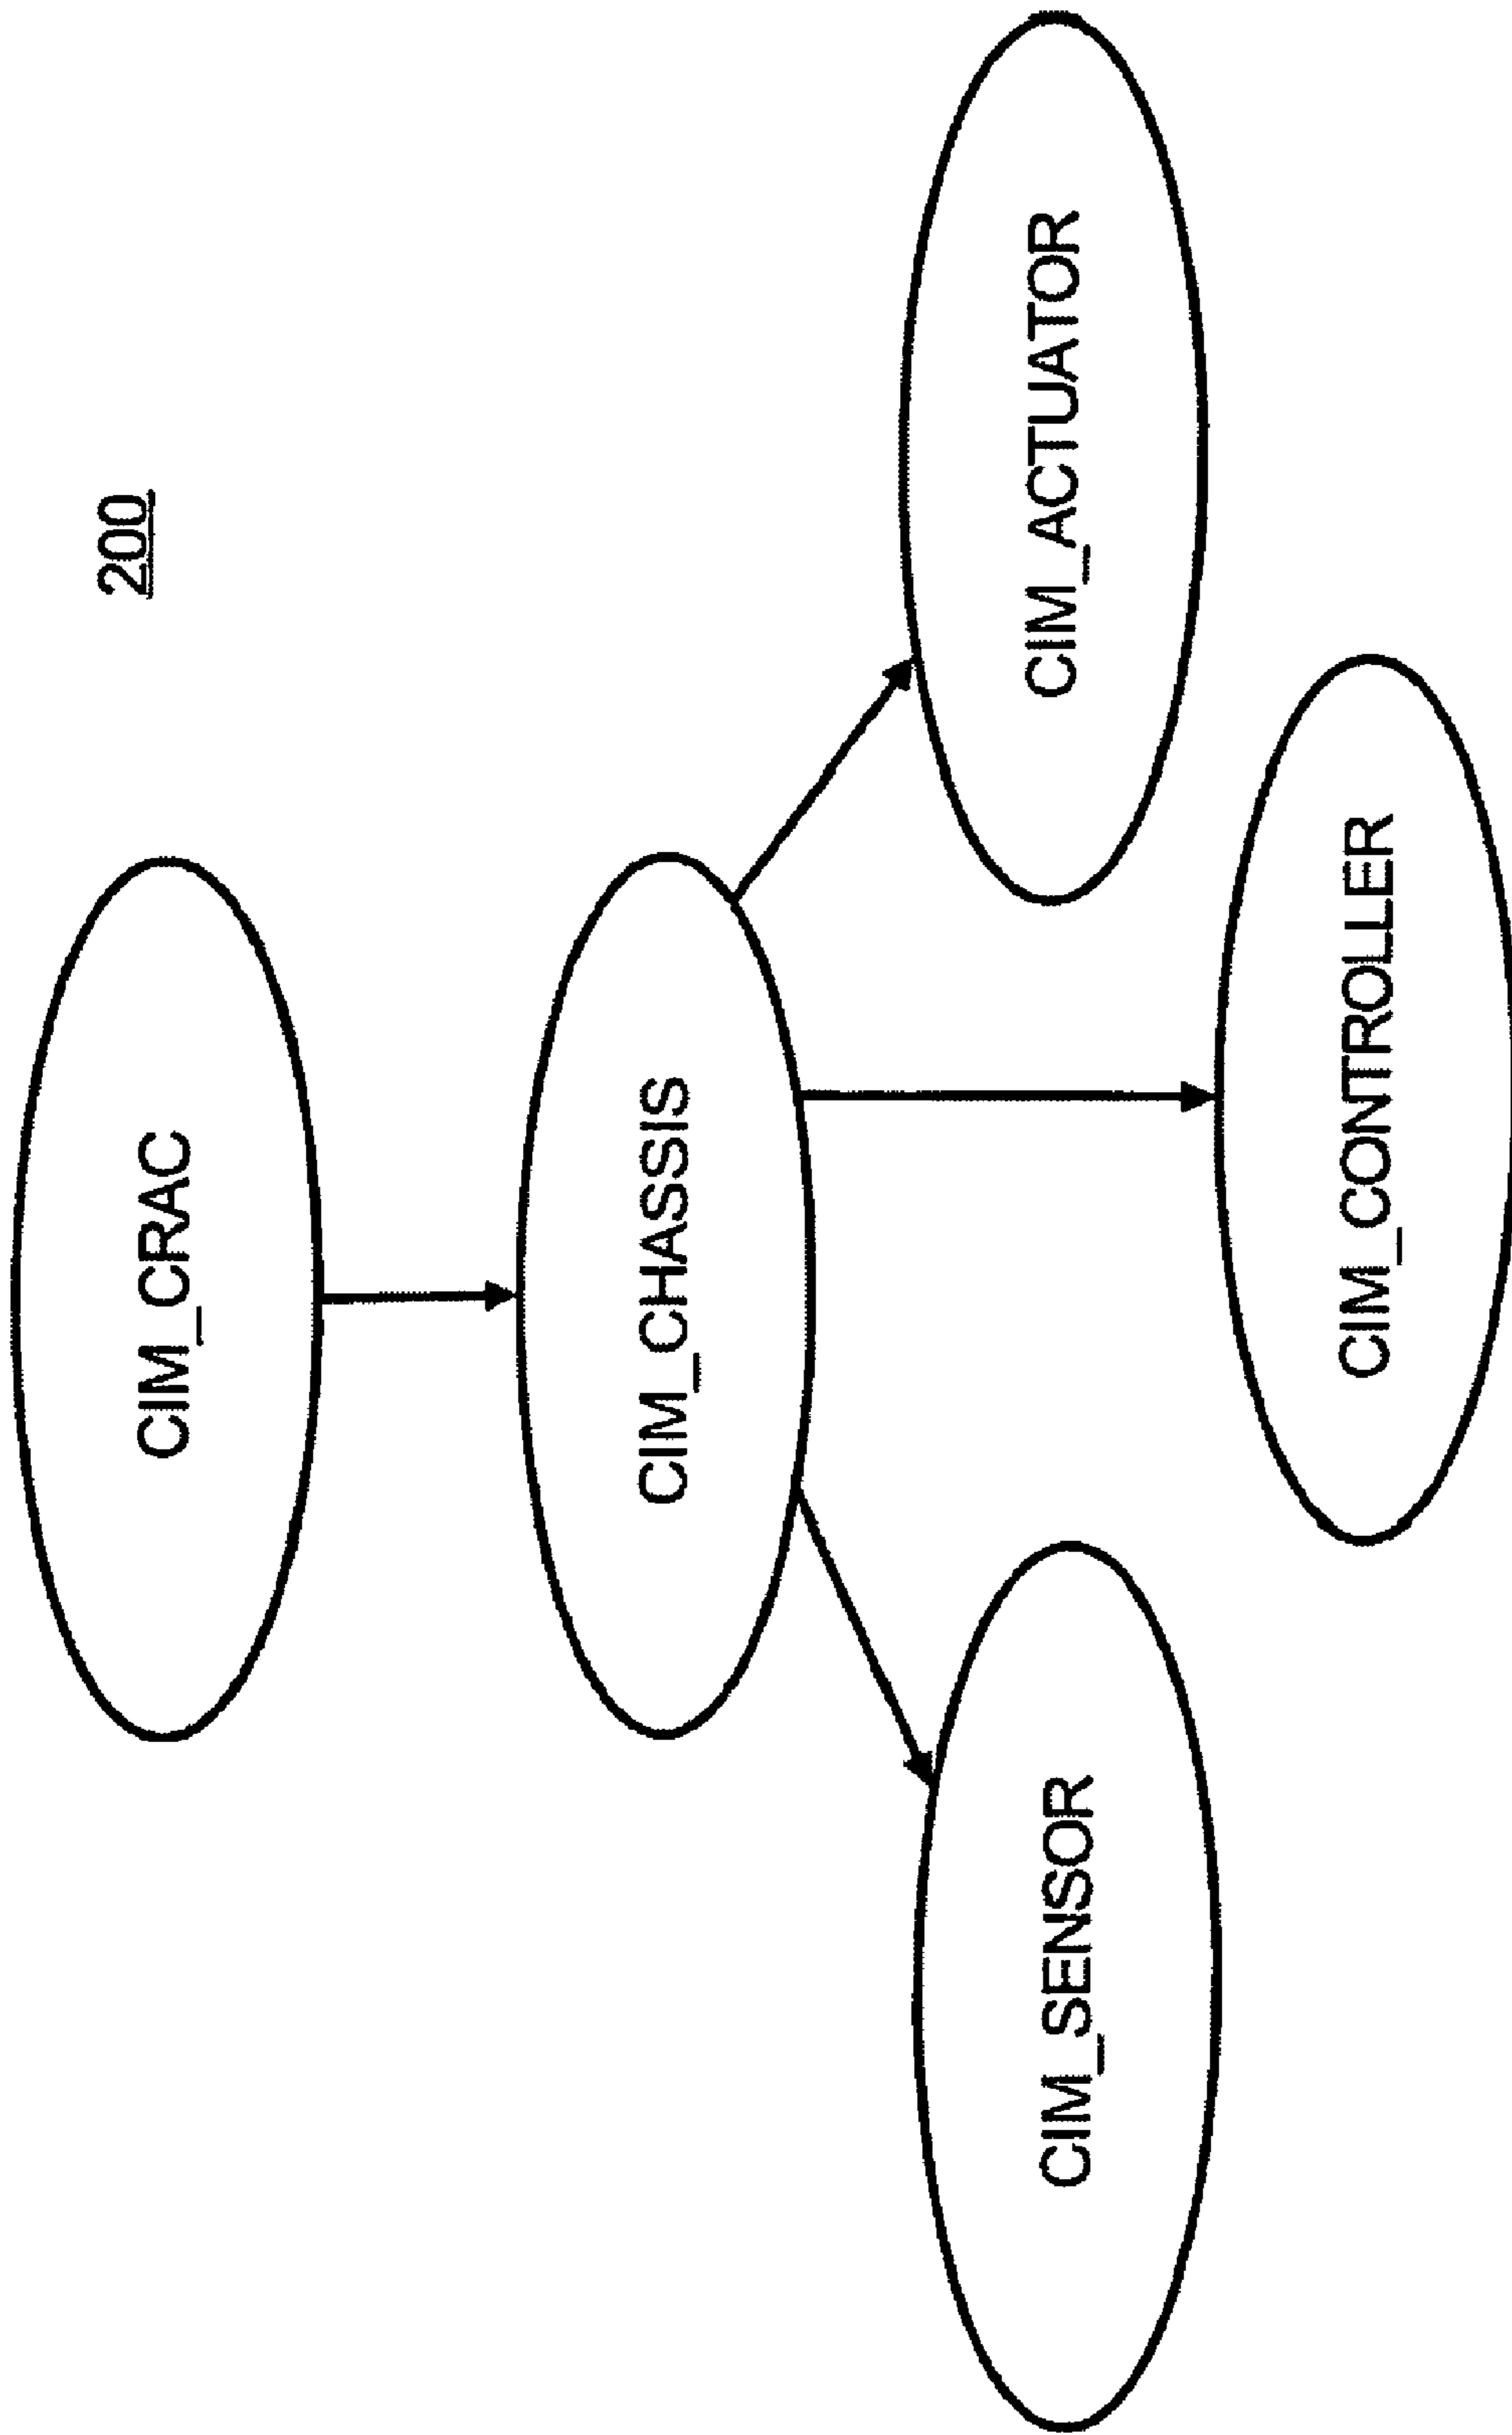 200
CIM_CRAC
CIM_CHASSIS
CIM_SENSOR
CIM_CONTROLLER
CIM_ACTUATOR